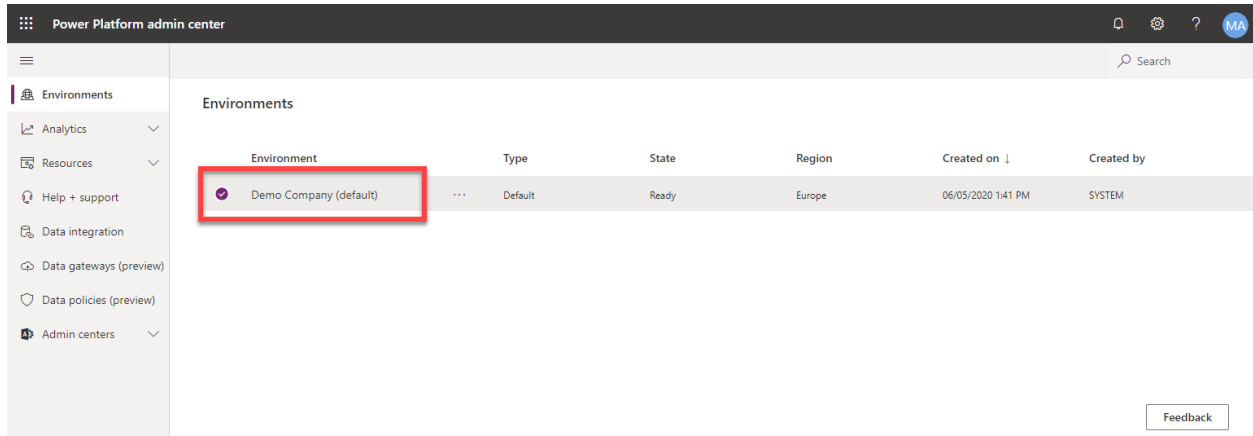 Power Platform admin center
MA
Search
Environments
Analytics
Resources
Help + support
Data integration
Data gateways (preview)
Data policies (preview)
Admin centers
Environments
Environment Type State Region Created on ↓ Created by
Demo Company (default) ... Default Ready Europe 06/05/2020 1:41 PM SYSTEM
Feedback